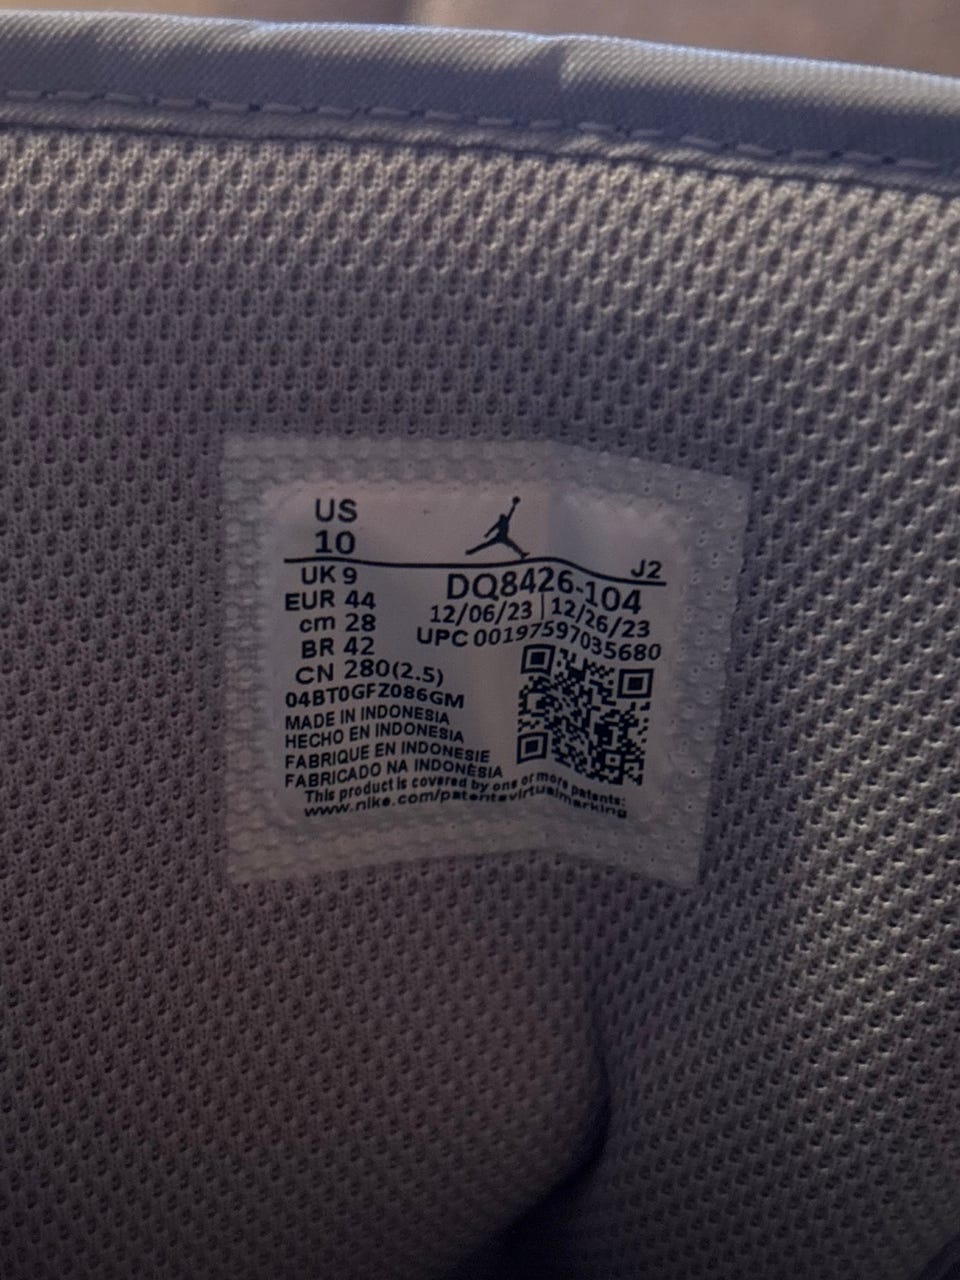 US
10
J2
UK 9
EUR 44
cm 28
BR 42
CN 280(2.5)
DQ8426-104
12/06/23 | 12/26/23
UPC 00197597035680
04BT0GFZ086GM
MADE IN INDONESIA
HECHO EN INDONESIA
FABRIQUE EN INDONESIE
FABRICADO NA INDONÉSIA
This product is covered by one or more patents:
www.nike.com/patentsvirtualmarking